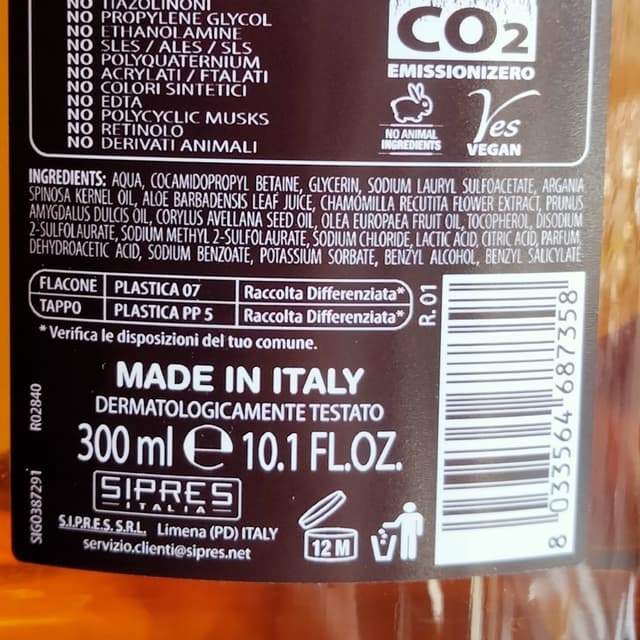 NO TIAZOLINONI
NO PROPYLENE GLYCOL
NO ETHANOLAMINE
NO SLES / ALES / SLS
NO POLYQUATERNIUM
NO ACRYLATI / FTALATI
NO COLORI SINTETICI
NO EDTA
NO POLYCYCLIC MUSKS
NO RETINOLO
NO DERIVATI ANIMALI
CO2
EMISSIONIZERO
NO ANIMAL
INGREDIENTS
Yes
VEGAN
INGREDIENTS: AQUA, COCAMIDOPROPYL BETAINE, GLYCERIN, SODIUM LAURYL SULFOACETATE, ARGANIA
SPINOSA KERNEL OIL, ALOE BARBADENSIS LEAF JUICE, CHAMOMILLA RECUTITA FLOWER EXTRACT, PRUNUS
AMYGDALUS DULCIS OIL, CORYLUS AVELLANA SEED OIL, OLEA EUROPAEA FRUIT OIL, TOCOPHEROL, DISODIUM
2-SULFOLAURATE, SODIUM METHYL 2-SULFOLAURATE, SODIUM CHLORIDE, LACTIC ACID, CITRIC ACID, PARFUM,
DEHYDROACETIC ACID, SODIUM BENZOATE, POTASSIUM SORBATE, BENZYL ALCOHOL, BENZYL SALICYLATE
FLACONE PLASTICA 07 Raccolta Differenziata*
TAPPO PLASTICA PP 5 Raccolta Differenziata*
R. 01
* Verifica le disposizioni del tuo comune.
MADE IN ITALY
DERMATOLOGICAMENTE TESTATO
300 ml e 10.1 FL.OZ.
SIPRES
ITALIA
S.I.P.R.E.S. S.R.L. Limena (PD) ITALY
servizio.clienti@sipres.net
12 M
R02840
SIG0387291
8 033564 687358